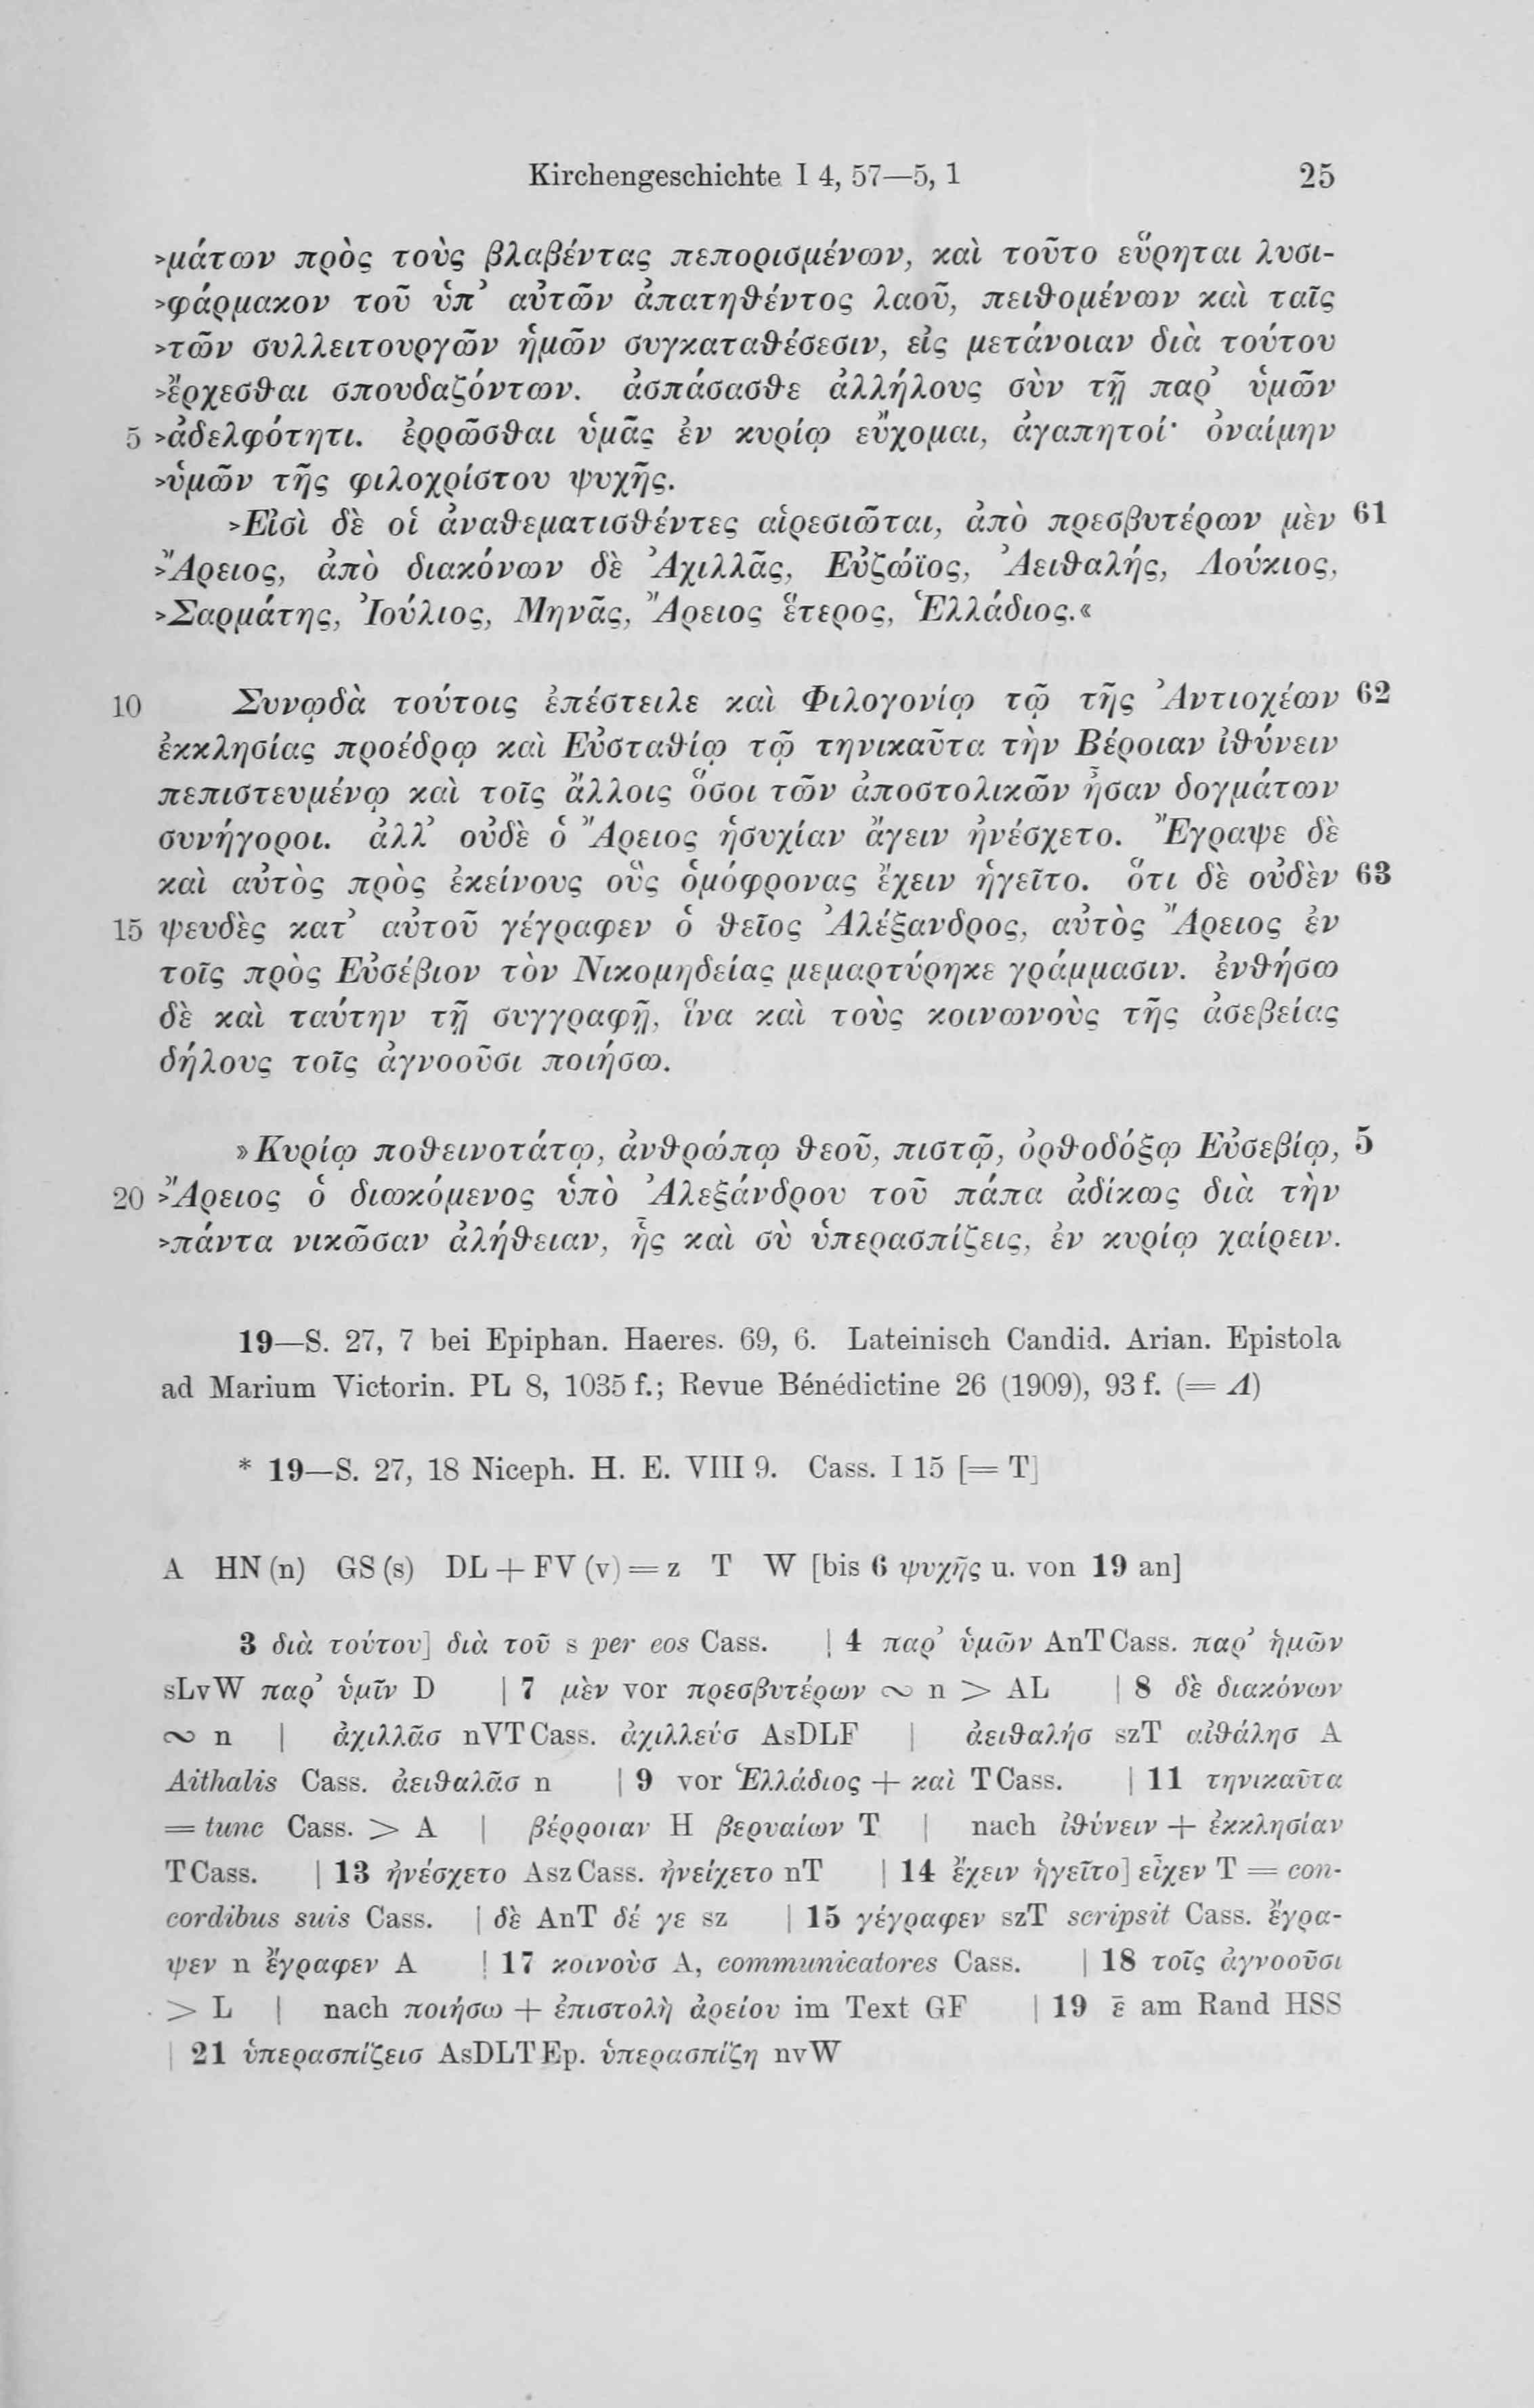 Kirchengeschichte I 4, 57—5, 1 25
>μάτων πρὸς τοὺς βλαβέντας πεπορισμένων, καὶ τοῦτο εὕρηται λυσι-
>φάρμακον τοῦ ὑπ’ αὐτῶν ἀπατηθέντος λαοῦ, πειθομένων καὶ ταῖς
>τῶν συλλειτουργῶν ἡμῶν συγκαταθέσεσιν, εἰς μετάνοιαν διὰ τούτου
>ἔρχεσθαι σπουδαζόντων. ἀσπάσασθε ἀλλήλους σὺν τῇ παρ’ ὑμῶν
5 >ἀδελφότητι. ἐρρῶσθαι ὑμᾶς ἐν κυρίῳ εὔχομαι, ἀγαπητοί· ὀναίμην
>ὑμῶν τῆς φιλοχρίστου ψυχῆς.
>Εἰσὶ δὲ οἱ ἀναθεματισθέντες αἱρεσιῶται, ἀπὸ πρεσβυτέρων μὲν 61
>Ἄρειος, ἀπὸ διακόνων δὲ Ἀχιλλᾶς, Εὐζώϊος, Ἀειθαλής, Λούκιος,
>Σαρμάτης, Ἰούλιος, Μηνᾶς, Ἄρειος ἕτερος, Ἑλλάδιος.«
10 Συνῳδὰ τούτοις ἐπέστειλε καὶ Φιλογονίῳ τῷ τῆς Ἀντιοχέων 62
ἐκκλησίας προέδρῳ καὶ Εὐσταθίῳ τῷ τηνικαῦτα τὴν Βέροιαν ἰθύνειν
πεπιστευμένῳ καὶ τοῖς ἄλλοις ὅσοι τῶν ἀποστολικῶν ἦσαν δογμάτων
συνήγοροι. ἀλλ’ οὐδὲ ὁ Ἄρειος ἡσυχίαν ἄγειν ἠνέσχετο. Ἔγραψε δὲ
καὶ αὐτὸς πρὸς ἐκείνους οὓς ὁμόφρονας ἔχειν ἡγεῖτο. ὅτι δὲ οὐδὲν 63
15 ψευδὲς κατ’ αὐτοῦ γέγραφεν ὁ θεῖος Ἀλέξανδρος, αὐτὸς Ἄρειος ἐν
τοῖς πρὸς Εὐσέβιον τὸν Νικομηδείας μεμαρτύρηκε γράμμασιν. ἐνθήσω
δὲ καὶ ταύτην τῇ συγγραφῇ, ἵνα καὶ τοὺς κοινωνοὺς τῆς ἀσεβείας
δήλους τοῖς ἀγνοοῦσι ποιήσω.
»Κυρίῳ ποθεινοτάτῳ, ἀνθρώπῳ θεοῦ, πιστῷ, ὀρθοδόξῳ Εὐσεβίῳ, 5
20 >Ἄρειος ὁ διωκόμενος ὑπὸ Ἀλεξάνδρου τοῦ πάπα ἀδίκως διὰ τὴν
>πάντα νικῶσαν ἀλήθειαν, ἧς καὶ σὺ ὑπερασπίζεις, ἐν κυρίῳ χαίρειν.
19—S. 27, 7 bei Epiphan. Haeres. 69, 6. Lateinisch Candid. Arian. Epistola
ad Marium Victorin. PL 8, 1035 f.; Revue Bénédictine 26 (1909), 93 f. (= Λ)
* 19—S. 27, 18 Niceph. H. E. VIII 9. Cass. I 15 [= T]
A HN (n) GS (s) DL + FV (v) = z T W [bis 6 ψυχῆς u. von 19 an]
3 διὰ τούτου] διὰ τοῦ s per eos Cass. | 4 παρ’ ὑμῶν AnT Cass. παρ’ ἡμῶν
sLvW παρ’ ὑμῖν D | 7 μὲν vor πρεσβυτέρων ∾ n > AL | 8 δὲ διακόνων
∾ n | ἀχιλλᾶσ nVT Cass. ἀχιλλεύσ AsDLF | ἀειθαλήσ szT αἰθάλησ A
Aithalis Cass. ἀειθαλᾶσ n | 9 vor Ἑλλάδιος + καὶ T Cass. | 11 τηνικαῦτα
= tunc Cass. > A | βέρροιαν H βερναίων T | nach ἰθύνειν + ἐκκλησίαν
T Cass. | 13 ἠνέσχετο Asz Cass. ἠνείχετο nT | 14 ἔχειν ἡγεῖτο] εἶχεν T = con-
cordibus suis Cass. | δὲ AnT δέ γε sz | 15 γέγραφεν szT scripsit Cass. ἔγρα-
ψεν n ἔγραφεν A | 17 κοινοὺσ A, communicatores Cass. | 18 τοῖς ἀγνοοῦσι
> L | nach ποιήσω + ἐπιστολὴ ἀρείου im Text GF | 19 ε̄ am Rand HSS
| 21 ὑπερασπίζεισ AsDLT Ep. ὑπερασπίζη nvW